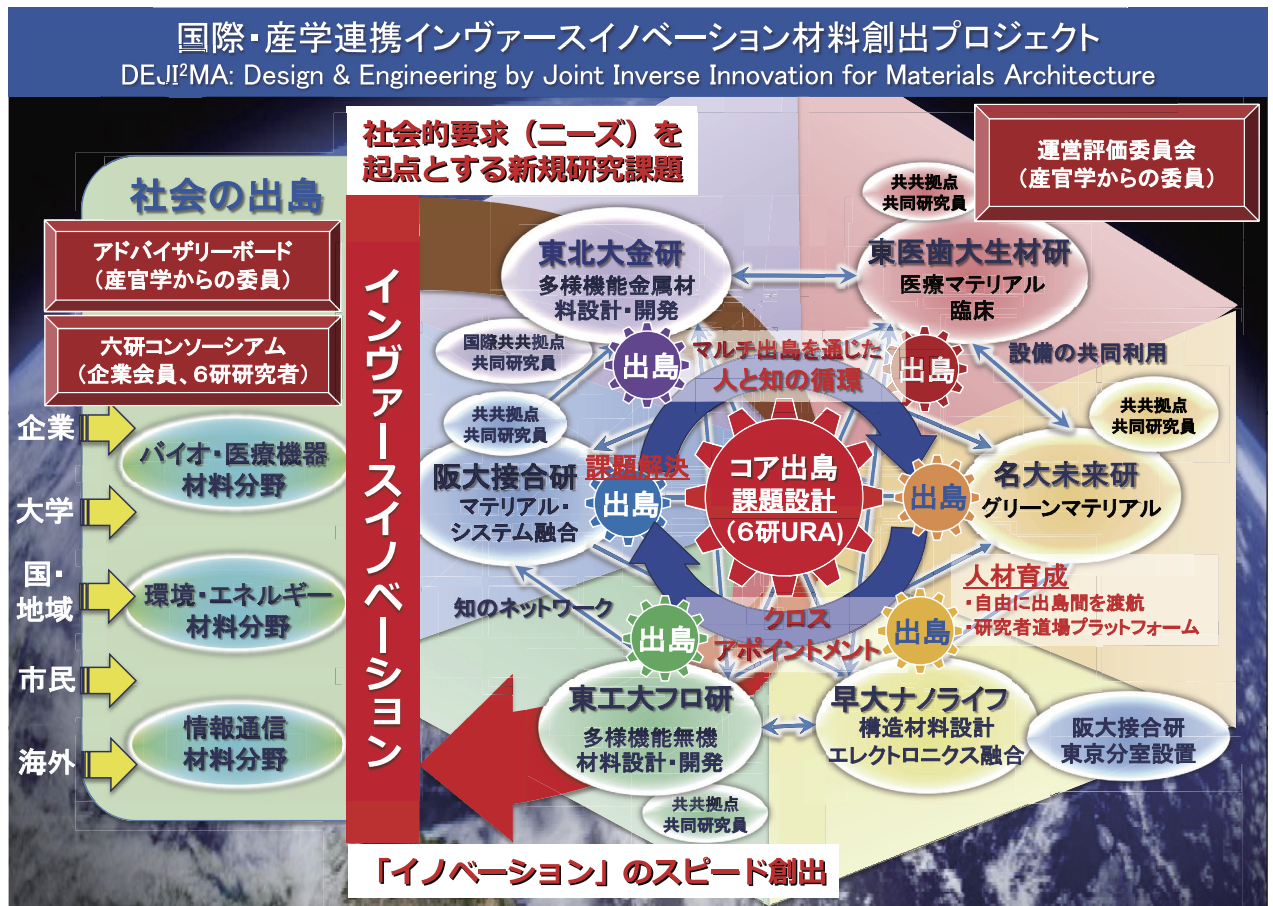 国際・産学連携インヴァースイノベーション材料創出プロジェクト
DEJI²MA: Design & Engineering by Joint Inverse Innovation for Materials Architecture
社会的要求（ニーズ）を
起点とする新規研究課題
運営評価委員会
（産官学からの委員）
社会の出島
アドバイザリーボード
（産官学からの委員）
六研コンソーシアム
（企業会員、６研研究者）
企業
大学
国・
地域
市民
海外
バイオ・医療機器
材料分野
環境・エネルギー
材料分野
情報通信
材料分野
インヴァースイノベーション
東北大金研
多様機能金属材
料設計・開発
国際共共拠点
共同研究員
出島
共共拠点
共同研究員
東医歯大生材研
医療マテリアル
臨床
出島
マルチ出島を通じた
人と知の循環
設備の共同利用
共共拠点
共同研究員
共共拠点
共同研究員
阪大接合研
マテリアル・
システム融合
課題解決
出島
コア出島
課題設計
(６研URA)
出島
名大未来研
グリーンマテリアル
人材育成
・自由に出島間を渡航
・研究者道場プラットフォーム
知のネットワーク
出島
クロス
アポイントメント
出島
東工大フロ研
多様機能無機
材料設計・開発
共共拠点
共同研究員
早大ナノライフ
構造材料設計
エレクトロニクス融合
阪大接合研
東京分室設置
「イノベーション」のスピード創出